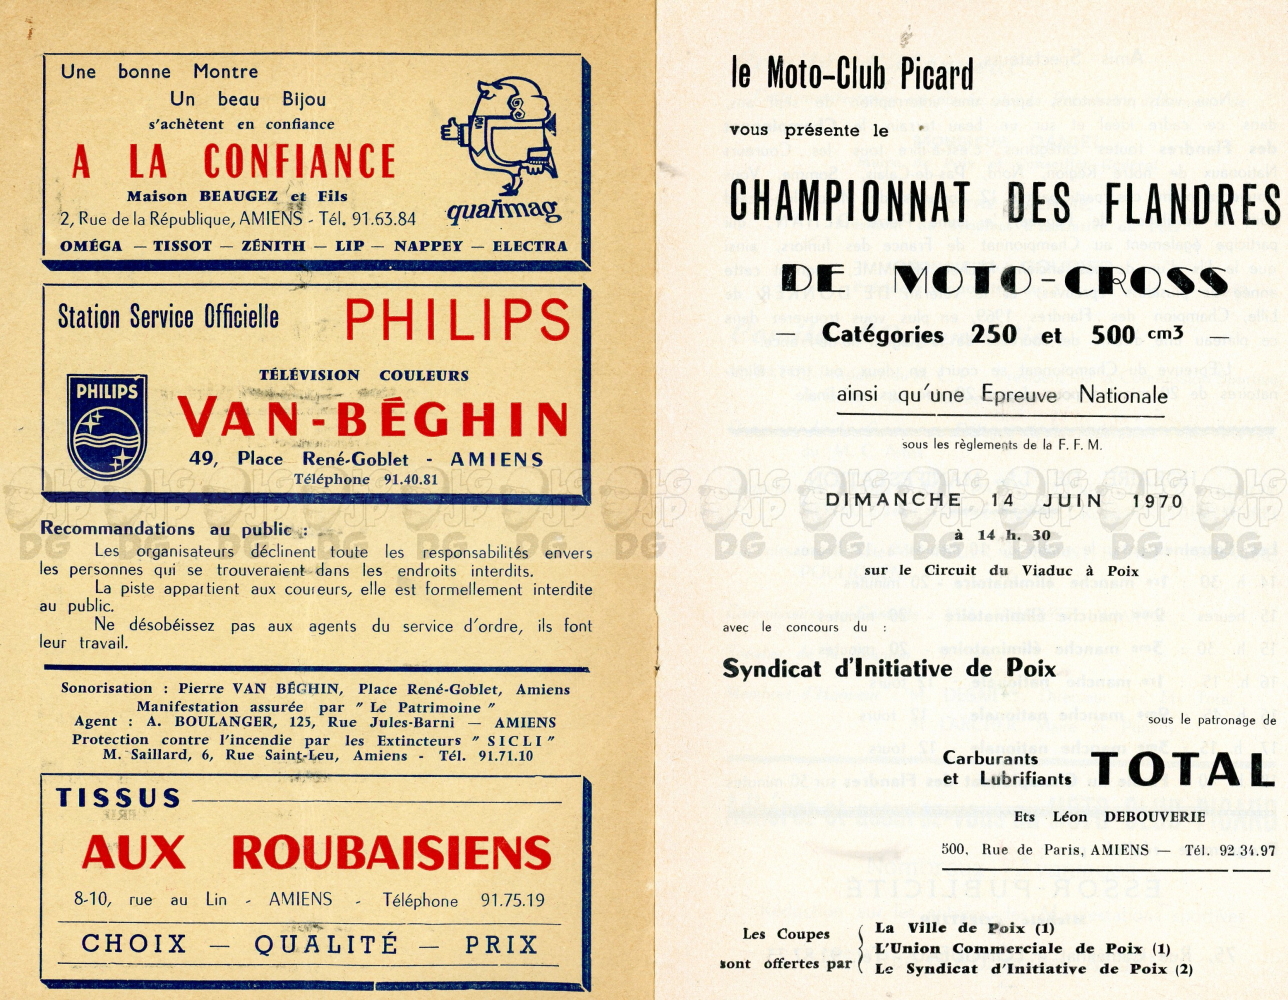 Une bonne Montre
Un beau Bijou
s'achètent en confiance
A LA CONFIANCE
Maison BEAUGEZ et Fils
2, Rue de la République, AMIENS - Tél. 91.63.84
qualimag
OMÉGA — TISSOT — ZÉNITH — LIP — NAPPEY — ELECTRA
Station Service Officielle PHILIPS
TÉLÉVISION COULEURS
PHILIPS
VAN-BÉGHIN
49, Place René-Goblet - AMIENS
Téléphone 91.40.81
Recommandations au public :
Les organisateurs déclinent toute les responsabilités envers
les personnes qui se trouveraient dans les endroits interdits.
La piste appartient aux coureurs, elle est formellement interdite
au public.
Ne désobéissez pas aux agents du service d'ordre, ils font
leur travail.
Sonorisation : Pierre VAN BÉGHIN, Place René-Goblet, Amiens
Manifestation assurée par " Le Patrimoine "
Agent : A. BOULANGER, 125, Rue Jules-Barni — AMIENS
Protection contre l'incendie par les Extincteurs " SICLI "
M. Saillard, 6, Rue Saint-Leu, Amiens - Tél. 91.71.10
TISSUS
AUX ROUBAISIENS
8-10, rue au Lin - AMIENS - Téléphone 91.75.19
CHOIX — QUALITÉ — PRIX
le Moto-Club Picard
vous présente le
CHAMPIONNAT DES FLANDRES
DE MOTO-CROSS
— Catégories 250 et 500 cm3 —
ainsi qu'une Epreuve Nationale
sous les règlements de la F. F. M.
DIMANCHE 14 JUIN 1970
à 14 h. 30
sur le Circuit du Viaduc à Poix
avec le concours du :
Syndicat d'Initiative de Poix
sous le patronage de
Carburants
et Lubrifiants TOTAL
Ets Léon DEBOUVERIE
500, Rue de Paris, AMIENS — Tél. 92 34.97
Les Coupes
sont offertes par
La Ville de Poix (1)
L'Union Commerciale de Poix (1)
Le Syndicat d'Initiative de Poix (2)